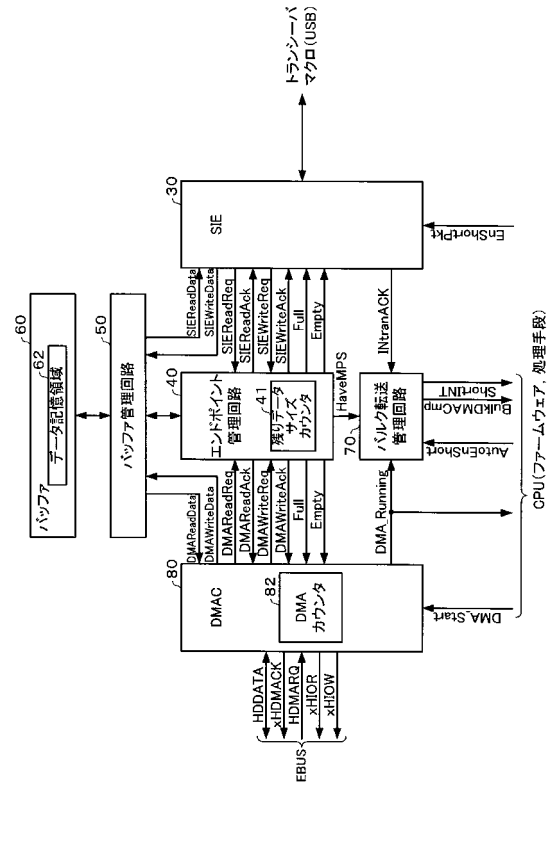 60
バッファ
62
データ記憶領域
50
バッファ管理回路
トランシーバ
マクロ(USB)
30
SIE
EnShortPkt
SIEReadData
SIEWriteData
SIEReadReq
SIEReadAck
SIEWriteReq
SIEWriteAck
Full
Empty
INtranACK
40
エンドポイント
管理回路
41
残りデータ
サイズ
カウンタ
HaveMPS
70
バルク転送
管理回路
ShortINT
BulkDMACmp
AutoEnShort
DMAReadData
DMAWriteData
DMAReadReq
DMAReadAck
DMAWriteReq
DMAWriteAck
Full
Empty
DMA_Running
80
DMAC
82
DMA
カウンタ
DMA_Start
HDDATA
xHDMACK
HDMARQ
xHIOR
xHIOW
EBUS
CPU(ファームウェア, 処理手段)